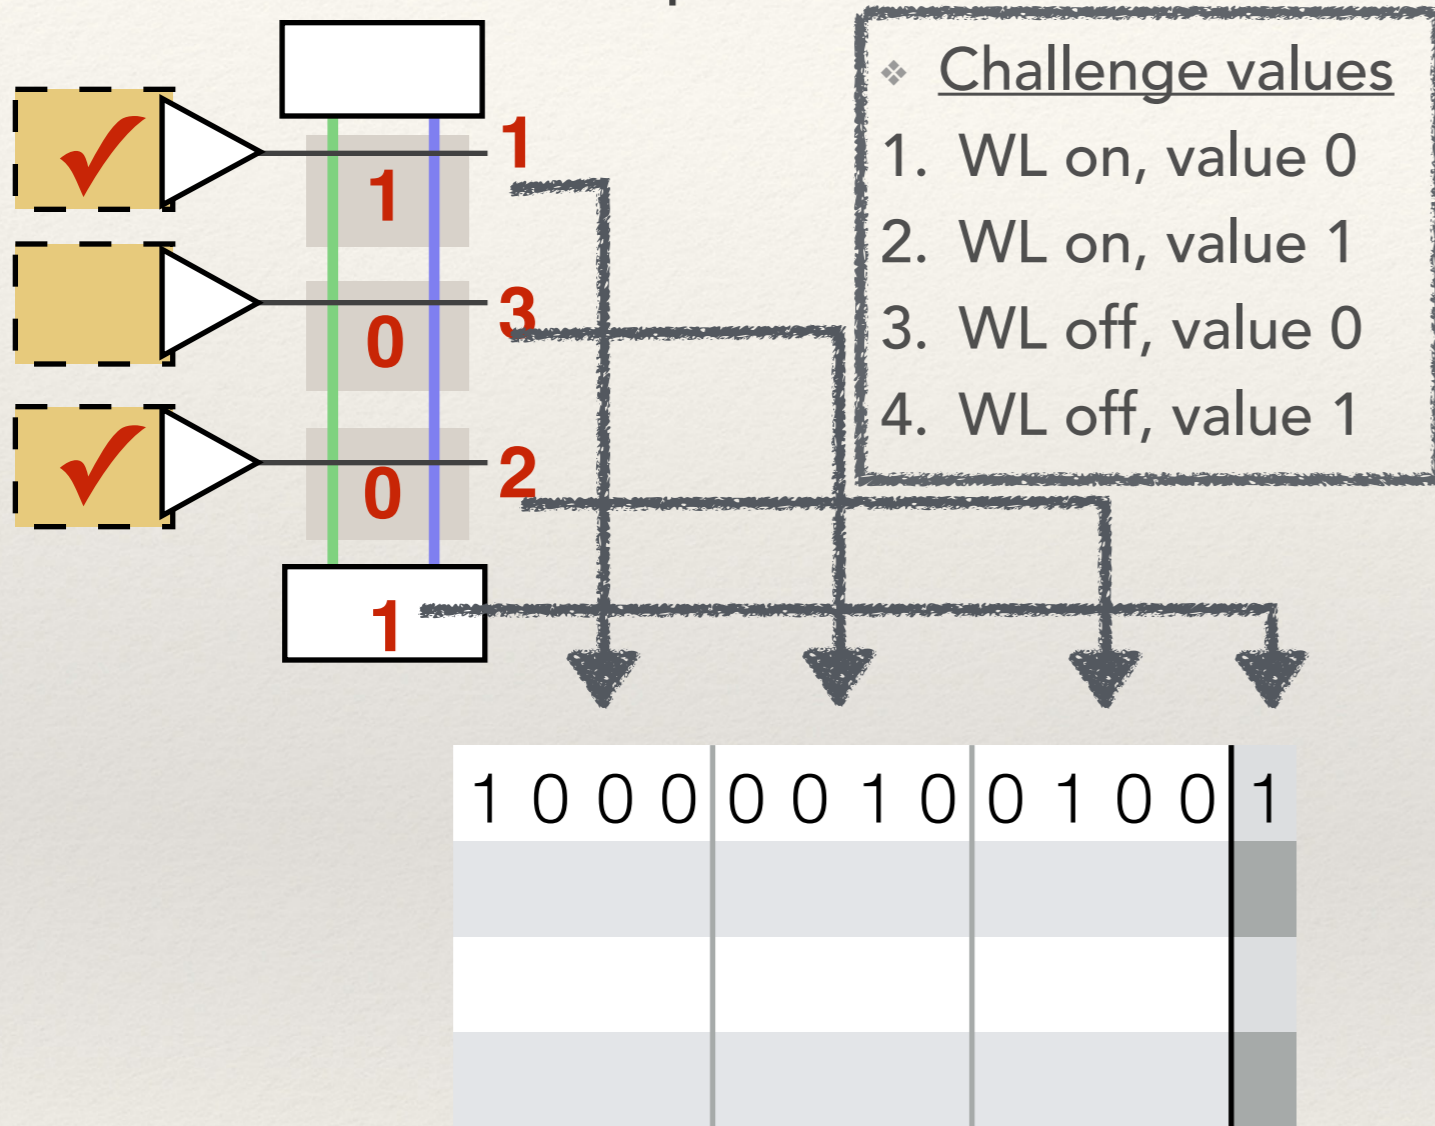 ❖ Challenge values
1. WL on, value 0
2. WL on, value 1
3. WL off, value 0
4. WL off, value 1
1
1
3
0
2
0
1
1 0 0 0 0 0 1 0 0 1 0 0 1